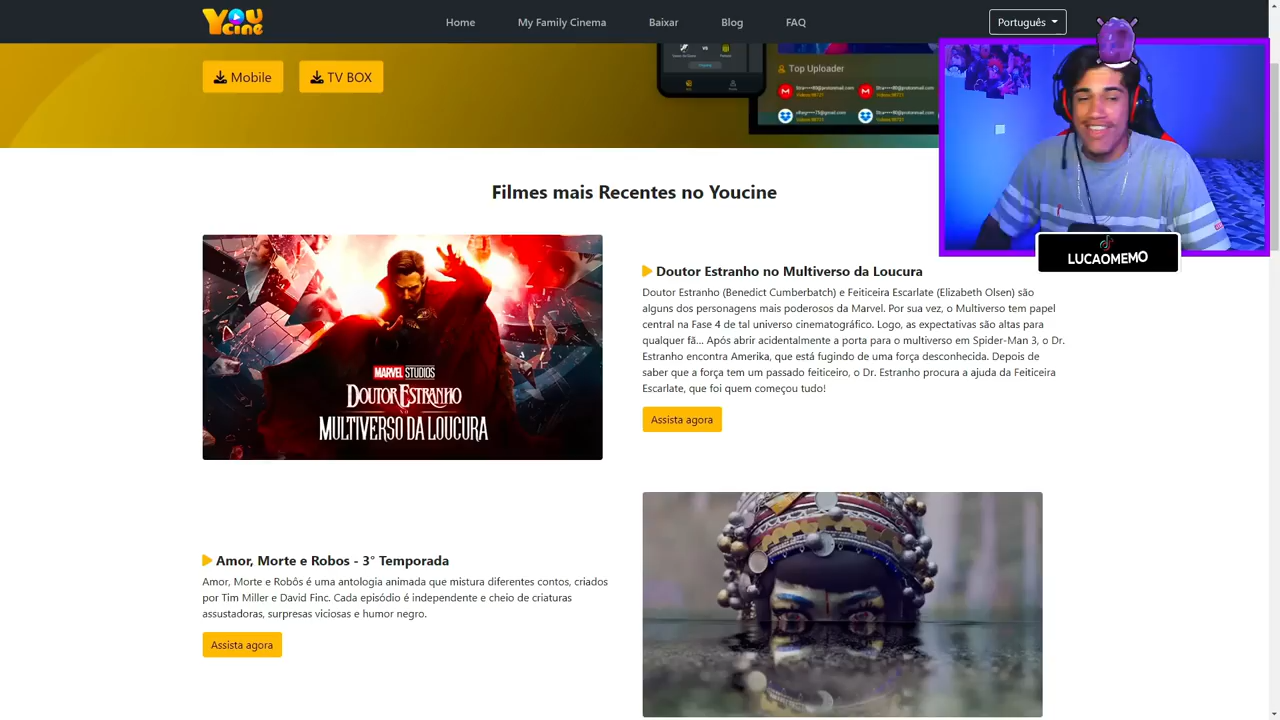 YOU
cine
Home
My Family Cinema
Baixar
Blog
FAQ
Português
Mobile
TV BOX
vs
Top Uploader
Filmes mais Recentes no Youcine
MARVEL STUDIOS
DOUTOR ESTRANHO
NO
MULTIVERSO DA LOUCURA
Doutor Estranho no Multiverso da Loucura
Doutor Estranho (Benedict Cumberbatch) e Feiticeira Escarlate (Elizabeth Olsen) são
alguns dos personagens mais poderosos da Marvel. Por sua vez, o Multiverso tem papel
central na Fase 4 de tal universo cinematográfico. Logo, as expectativas são altas para
qualquer fã... Após abrir acidentalmente a porta para o multiverso em Spider-Man 3, o Dr.
Estranho encontra Amerika, que está fugindo de uma força desconhecida. Depois de
saber que a força tem um passado feiticeiro, o Dr. Estranho procura a ajuda da Feiticeira
Escarlate, que foi quem começou tudo!
Assista agora
LUCAOMEMO
Amor, Morte e Robos - 3° Temporada
Amor, Morte e Robôs é uma antologia animada que mistura diferentes contos, criados
por Tim Miller e David Finc. Cada episódio é independente e cheio de criaturas
assustadoras, surpresas viciosas e humor negro.
Assista agora